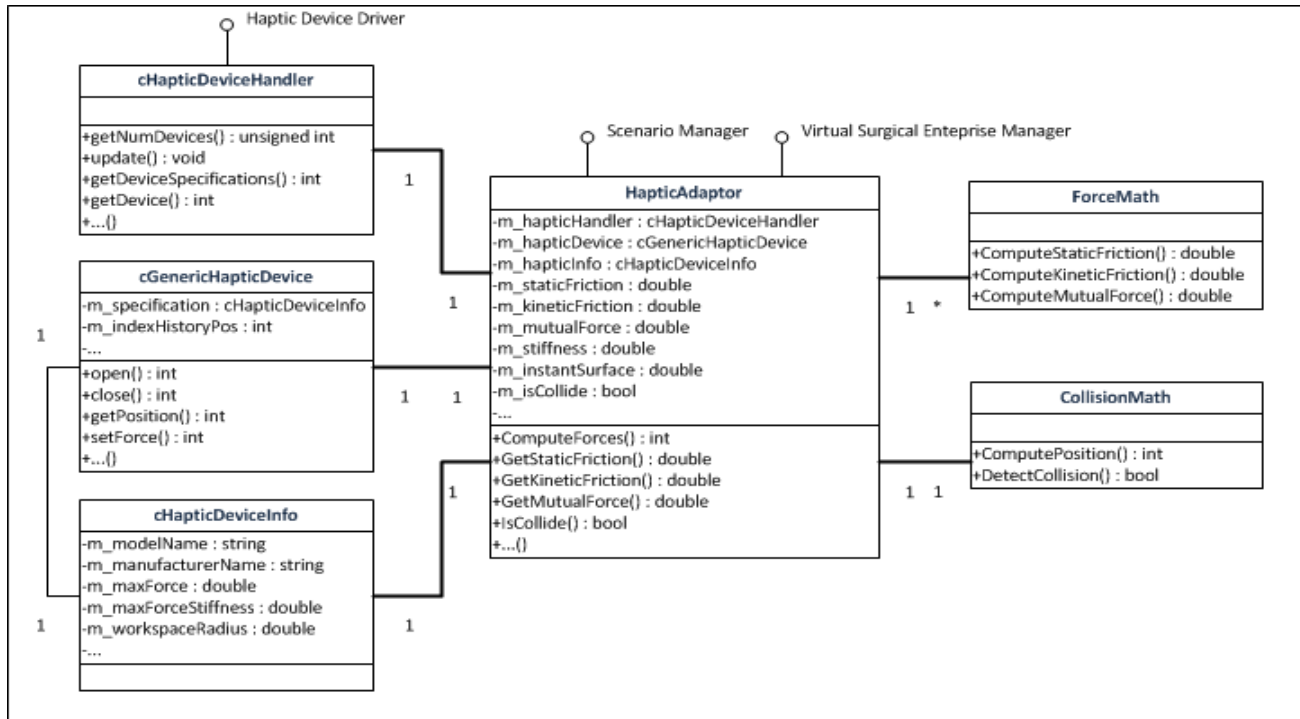 Haptic Device Driver
cHapticDeviceHandler
+getNumDevices() : unsigned int
+update() : void
+getDeviceSpecifications() : int
+getDevice() : int
+...()
cGenericHapticDevice
-m_specification : cHapticDeviceInfo
-m_indexHistoryPos : int
-...
+open() : int
+close() : int
+getPosition() : int
+setForce() : int
+...()
cHapticDeviceInfo
-m_modelName : string
-m_manufacturerName : string
-m_maxForce : double
-m_maxForceStiffness : double
-m_workspaceRadius : double
-...
1
1
1
1
1
1
1
1
Scenario Manager
Virtual Surgical Enteprise Manager
HapticAdaptor
-m_hapticHandler : cHapticDeviceHandler
-m_hapticDevice : cGenericHapticDevice
-m_hapticInfo : cHapticDeviceInfo
-m_staticFriction : double
-m_kineticFriction : double
-m_mutualForce : double
-m_stiffness : double
-m_instantSurface : double
-m_isCollide : bool
-...
+ComputeForces() : int
+GetStaticFriction() : double
+GetKineticFriction() : double
+GetMutualForce() : double
+IsCollide() : bool
+...()
1 *
1 1
ForceMath
+ComputeStaticFriction() : double
+ComputeKineticFriction() : double
+ComputeMutualForce() : double
CollisionMath
+ComputePosition() : int
+DetectCollision() : bool